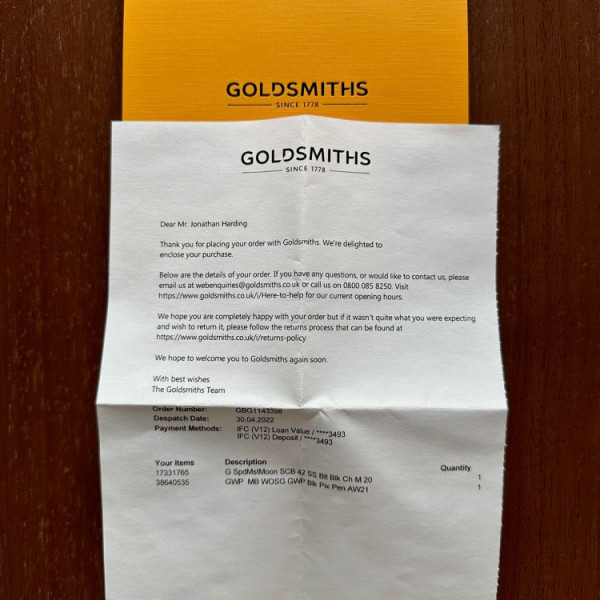 GOLDSMITHS
SINCE 1778
GOLDSMITHS
SINCE 1778
Dear Mr. Jonathan Harding
Thank you for placing your order with Goldsmiths. We're delighted to
enclose your purchase.
Below are the details of your order. If you have any questions, or would like to contact us, please
email us at webenquiries@goldsmiths.co.uk or call us on 0800 085 8250. Visit
https://www.goldsmiths.co.uk/i/Here-to-help for our current opening hours.
We hope you are completely happy with your order but if it wasn't quite what you were expecting
and wish to return it, please follow the returns process that can be found at
https://www.goldsmiths.co.uk/i/returns-policy
We hope to welcome you to Goldsmiths again soon.
With best wishes
The Goldsmiths Team
Order Number: GBG1143398
Despatch Date: 30.04.2022
Payment Methods: IFC (V12) Loan Value / ****3493
IFC (V12) Deposit / ****3493
Your Items Description Quantity
17331765 G SpdMstMoon SCB 42 SS Blt Blk Ch M 20 1
38640535 GWP MB WOSG GWP Blk Pix Pen AW21 1